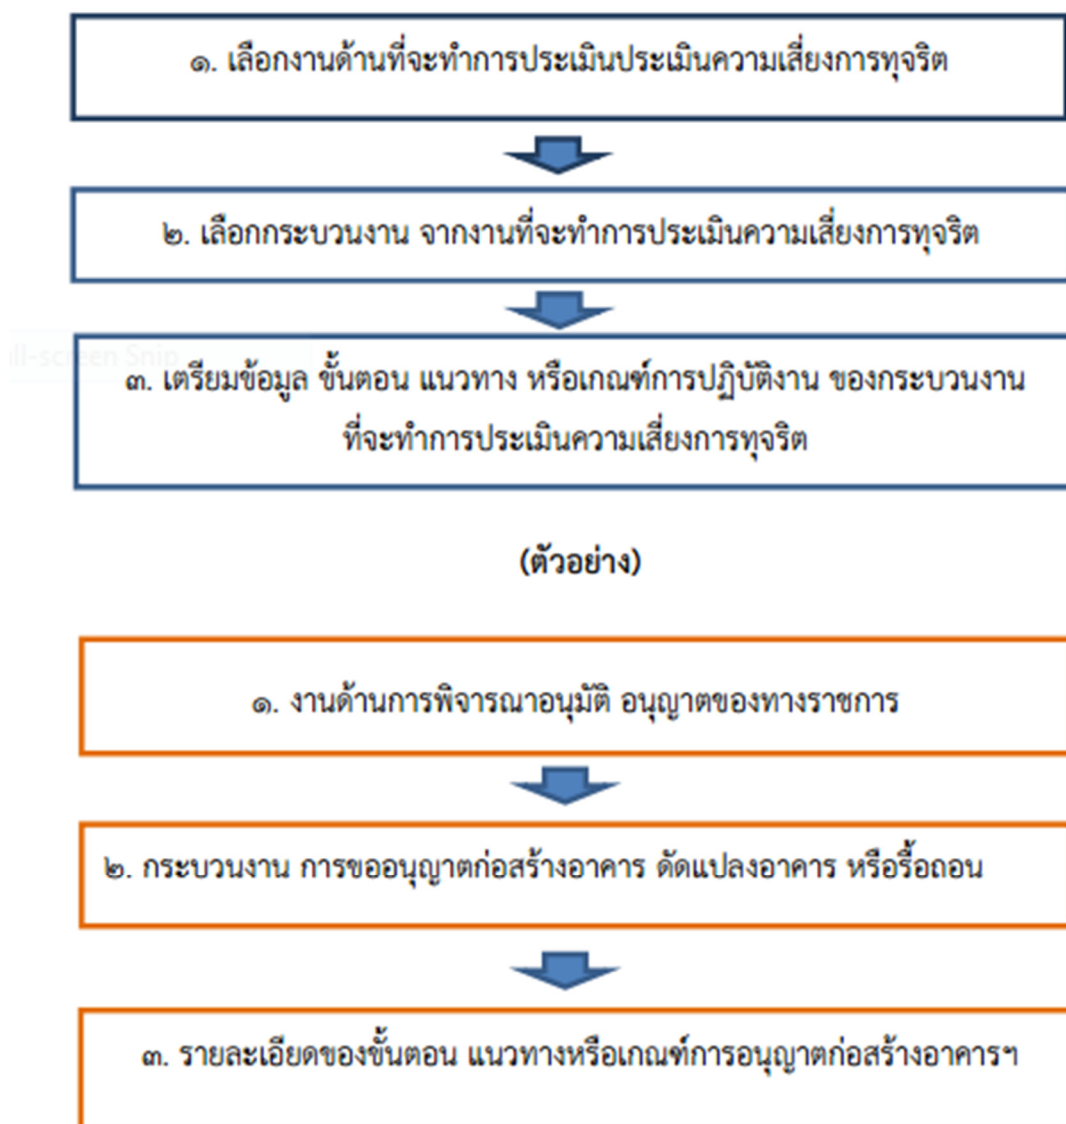 ๑. เลือกงานด้านที่จะทำการประเมินประเมินความเสี่ยงการทุจริต
๒. เลือกกระบวนงาน จากงานที่จะทำการประเมินความเสี่ยงการทุจริต
ll-screen Snip
๓. เตรียมข้อมูล ขั้นตอน แนวทาง หรือเกณฑ์การปฏิบัติงาน ของกระบวนงาน
ที่จะทำการประเมินความเสี่ยงการทุจริต
(ตัวอย่าง)
๑. งานด้านการพิจารณาอนุมัติ อนุญาตของทางราชการ
๒. กระบวนงาน การขออนุญาตก่อสร้างอาคาร ดัดแปลงอาคาร หรือรื้อถอน
๓. รายละเอียดของขั้นตอน แนวทางหรือเกณฑ์การอนุญาตก่อสร้างอาคารฯ